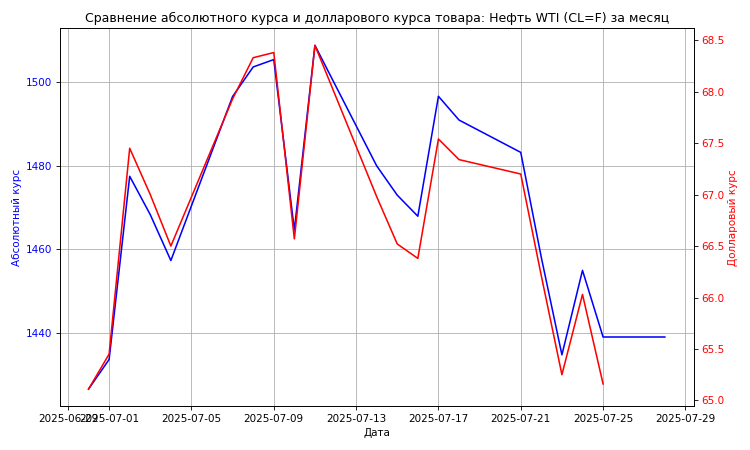 Сравнение абсолютного курса и долларового курса товара: Нефть WTI (CL=F) за месяц
Абсолютный курс
1500
1480
1460
1440
68.5
68.0
67.5
67.0
66.5
66.0
65.5
65.0
Долларовый курс
2025-06-29 2025-07-01 2025-07-05 2025-07-09 2025-07-13 2025-07-17 2025-07-21 2025-07-25 2025-07-29
Дата